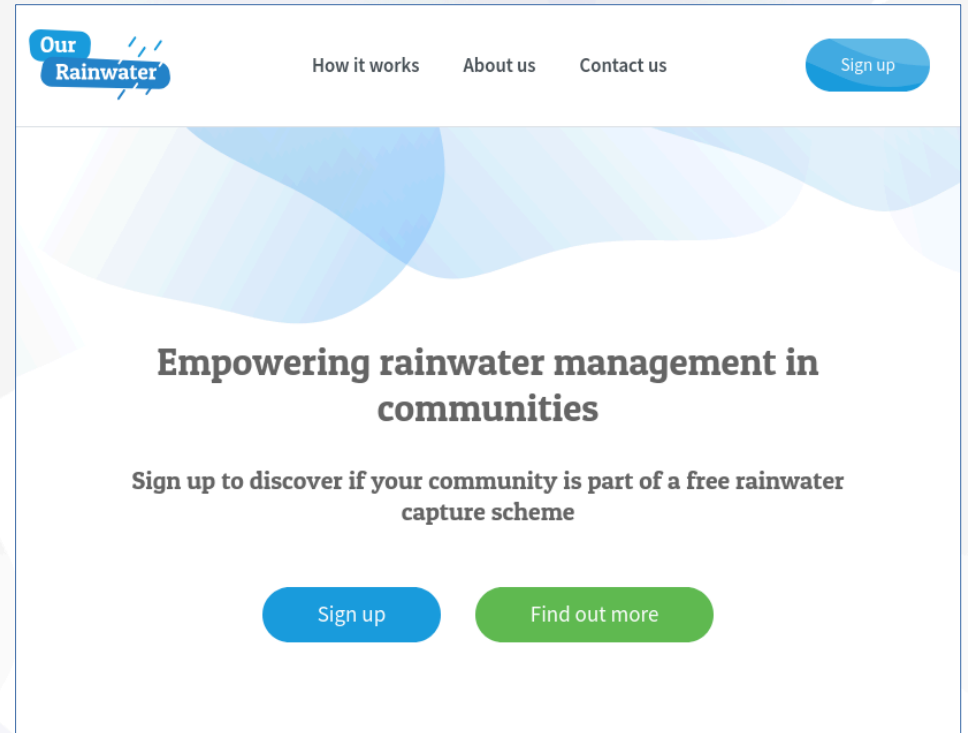 Our
Rainwater
How it works About us Contact us Sign up
Empowering rainwater management in
communities
Sign up to discover if your community is part of a free rainwater
capture scheme
Sign up Find out more